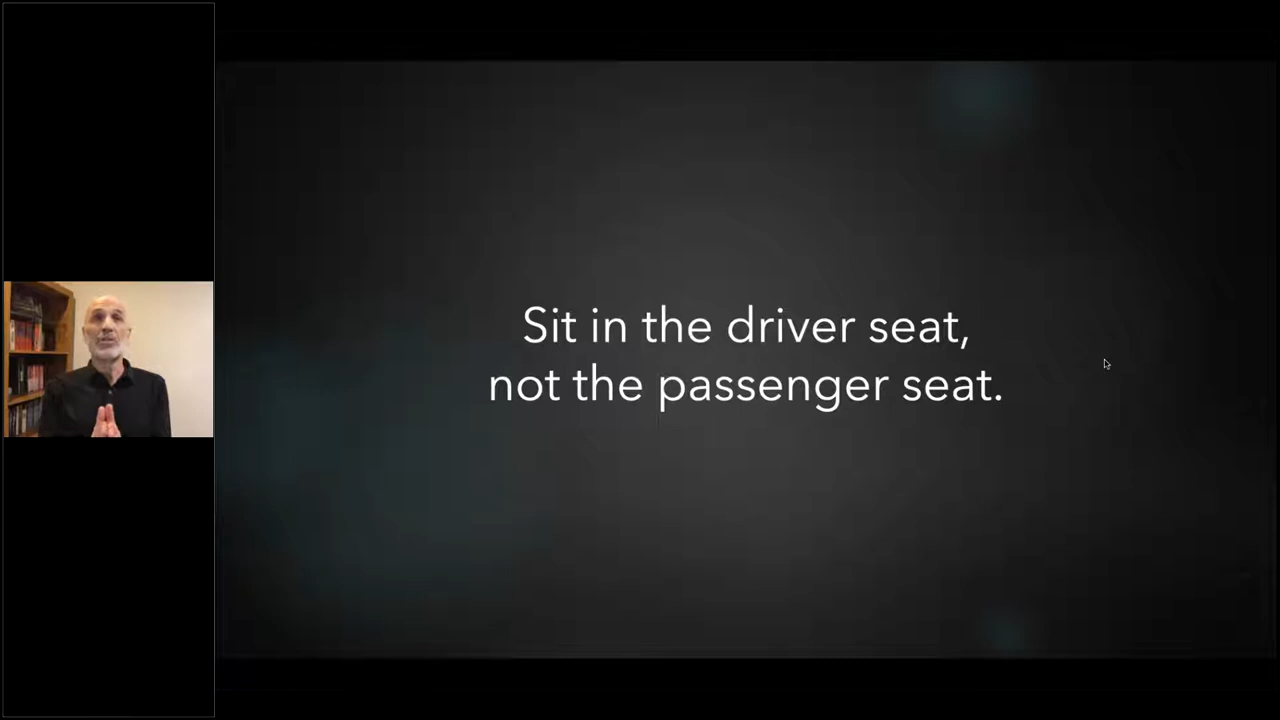 Sit in the driver seat,
not the passenger seat.